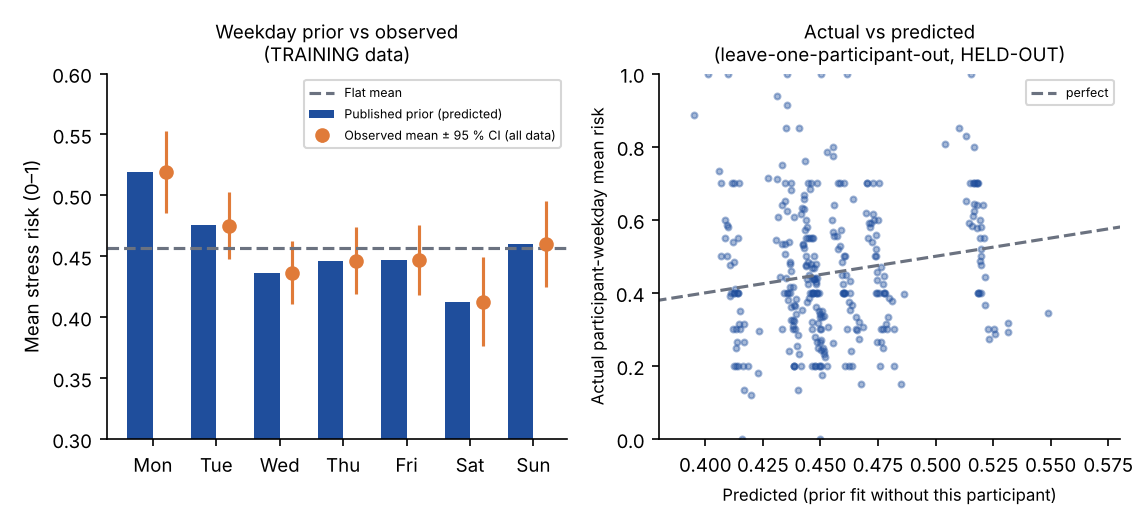 Weekday prior vs observed
(TRAINING data)
Mean stress risk (0–1)
0.60
0.55
0.50
0.45
0.40
0.35
0.30
Flat mean
Published prior (predicted)
Observed mean ± 95 % CI (all data)
Mon Tue Wed Thu Fri Sat Sun
Actual vs predicted
(leave-one-participant-out, HELD-OUT)
Actual participant-weekday mean risk
1.0
0.8
0.6
0.4
0.2
0.0
perfect
0.400 0.425 0.450 0.475 0.500 0.525 0.550 0.575
Predicted (prior fit without this participant)